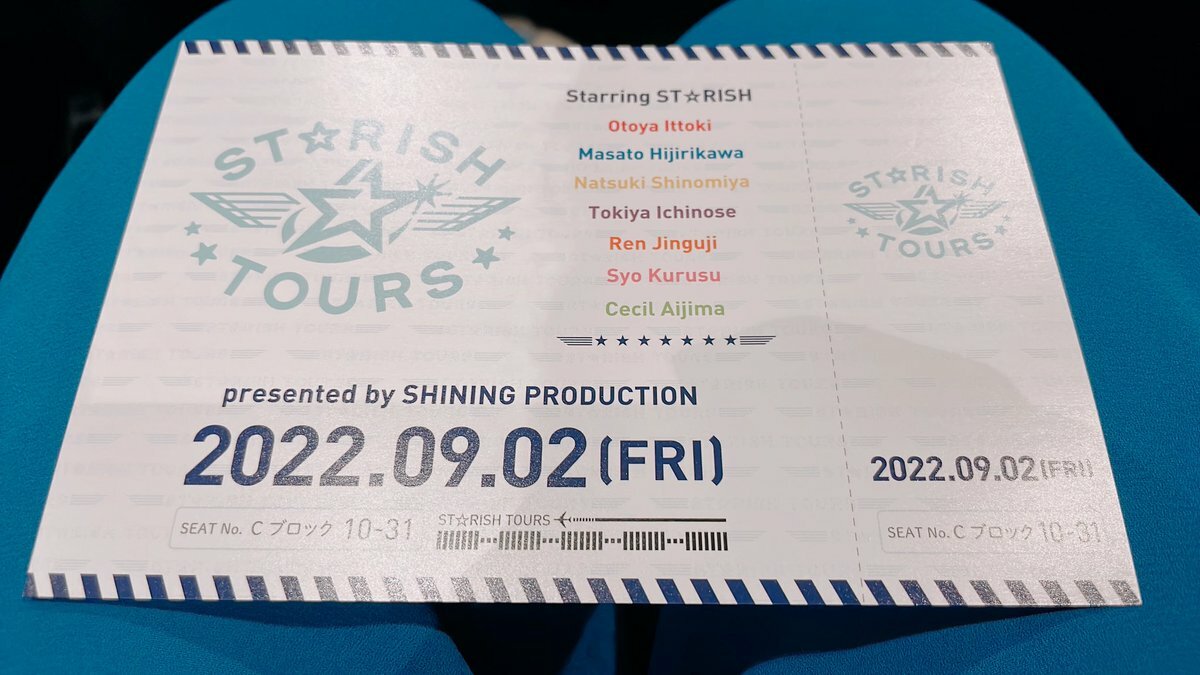 ST☆RISH
TOURS
Starring ST☆RISH
Otoya Ittoki
Masato Hijirikawa
Natsuki Shinomiya
Tokiya Ichinose
Ren Jinguji
Syo Kurusu
Cecil Aijima
presented by SHINING PRODUCTION
2022.09.02(FRI)
SEAT No. C ブロック 10-31
ST☆RISH TOURS
ST☆RISH
TOURS
2022.09.02(FRI)
SEAT No. C ブロック 10-31